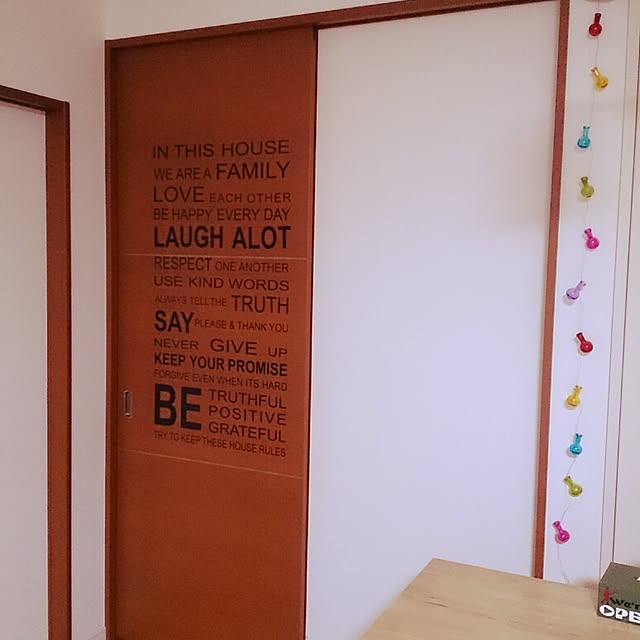 IN THIS HOUSE
WE ARE A FAMILY
LOVE EACH OTHER
BE HAPPY EVERY DAY
LAUGH ALOT
RESPECT ONE ANOTHER
USE KIND WORDS
ALWAYS TELL THE TRUTH
SAY PLEASE & THANK YOU
NEVER GIVE UP
KEEP YOUR PROMISE
FORGIVE EVEN WHEN ITS HARD
BE TRUTHFUL
POSITIVE
GRATEFUL
TRY TO KEEP THESE HOUSE RULES